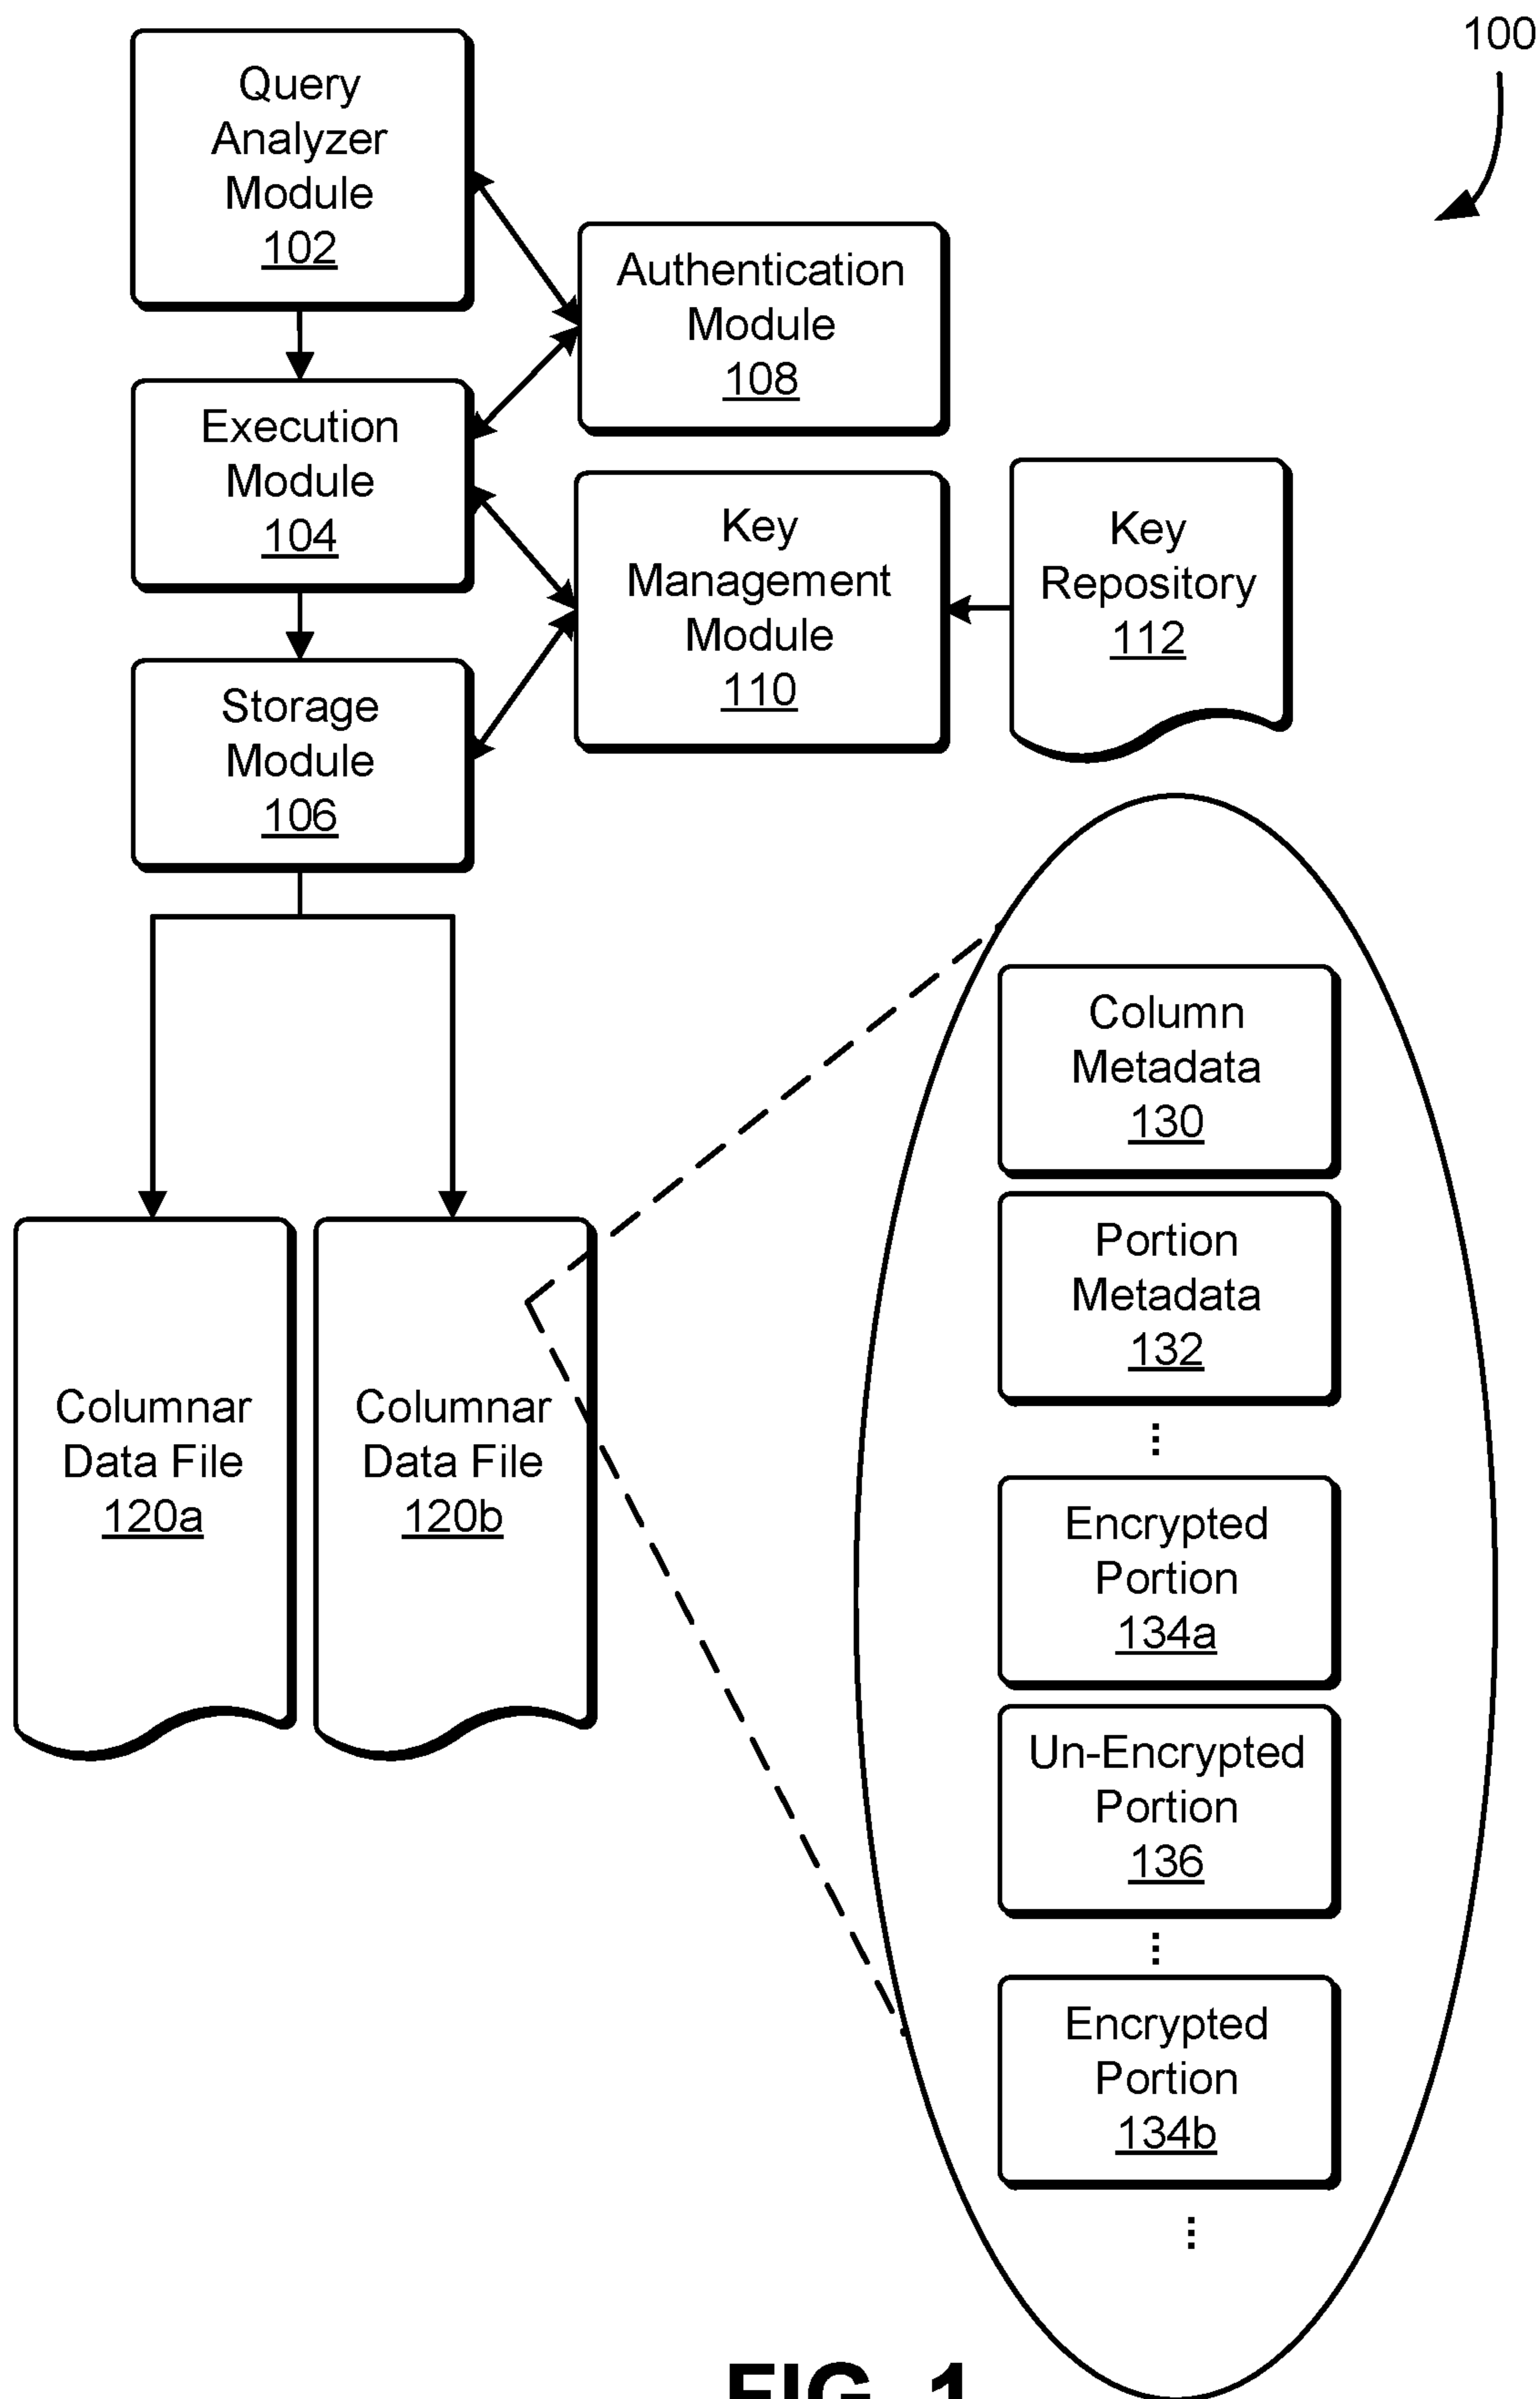 100
Query
Analyzer
Module
102
Authentication
Module
108
Execution
Module
104
Key
Management
Module
110
Key
Repository
112
Storage
Module
106
Column
Metadata
130
Portion
Metadata
132
⋮
Columnar
Data File
120a
Columnar
Data File
120b
Encrypted
Portion
134a
Un-Encrypted
Portion
136
⋮
Encrypted
Portion
134b
⋮
FIG. 1